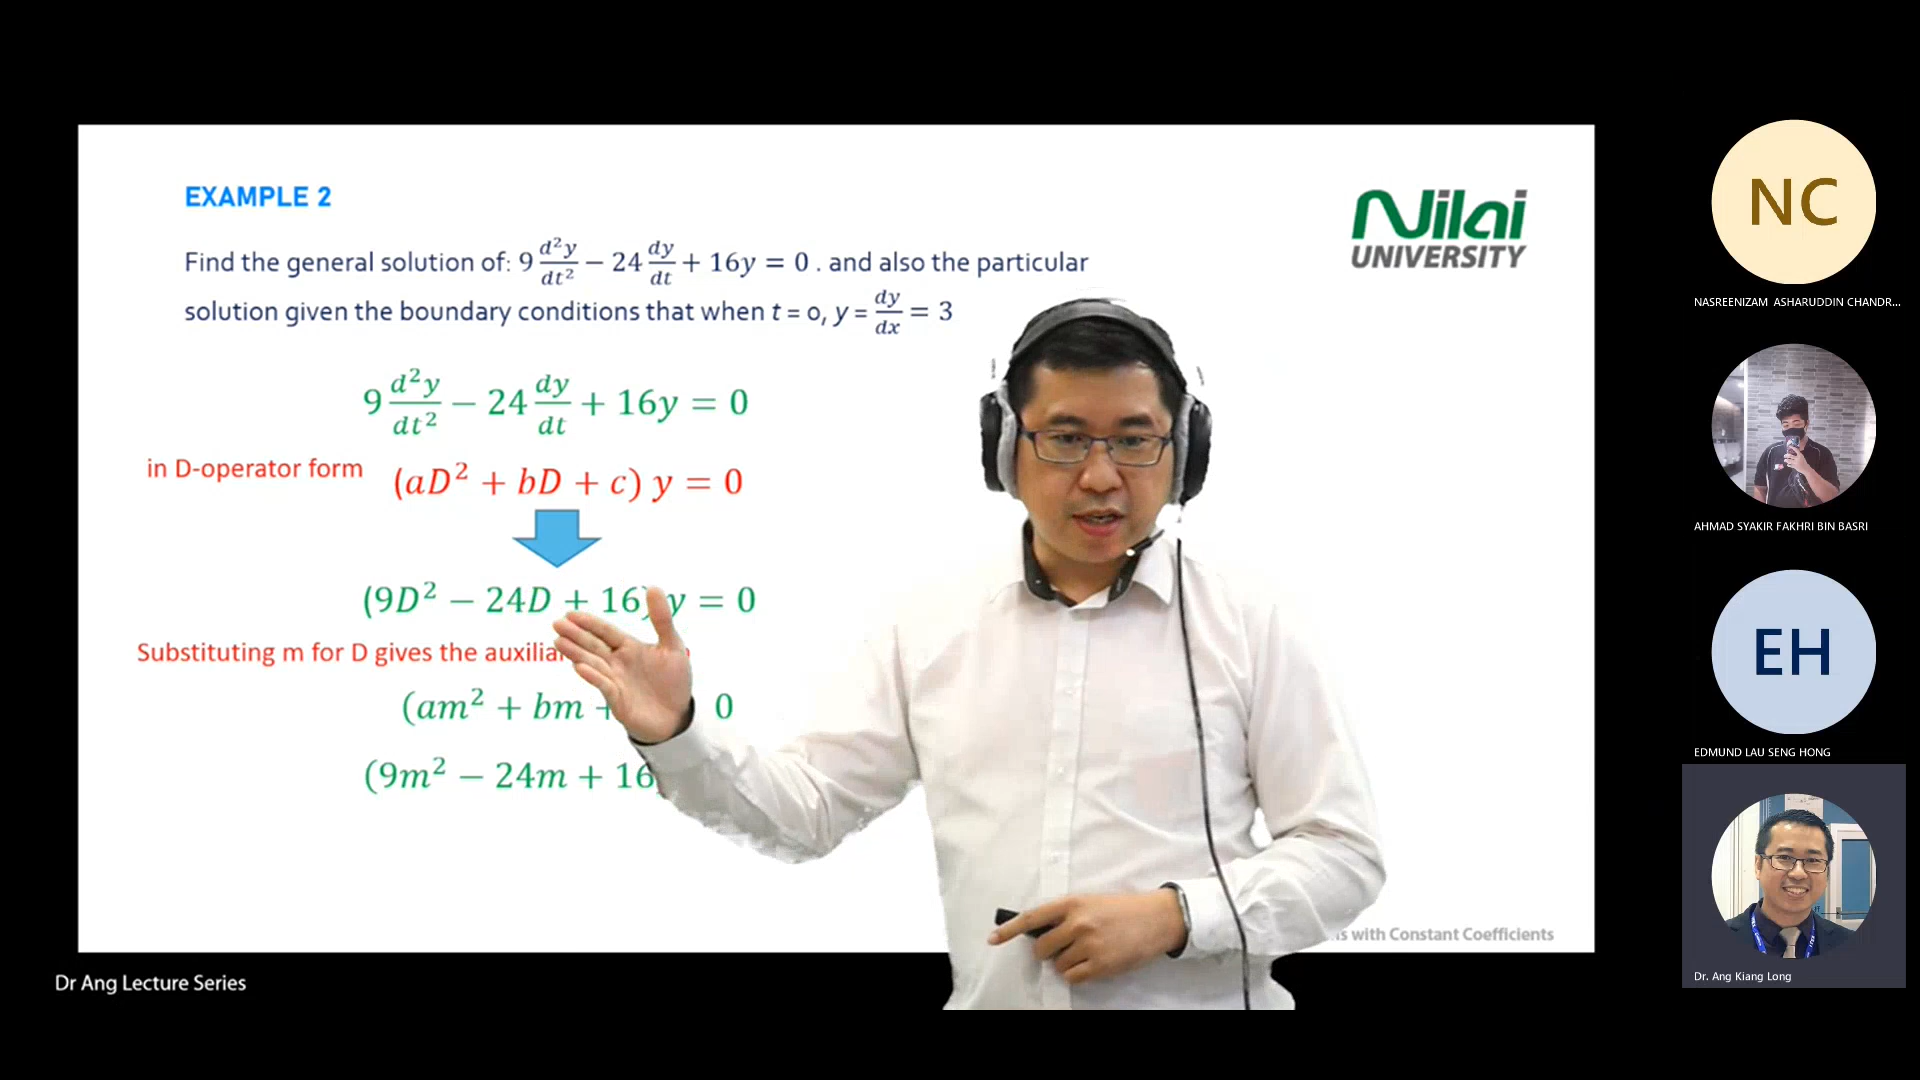 EXAMPLE 2
Nilai
UNIVERSITY
Find the general solution of: 9 d²y/dt² − 24 dy/dt + 16y = 0 . and also the particular
solution given the boundary conditions that when t = 0, y = dy/dx = 3
9 d²y/dt² − 24 dy/dt + 16y = 0
in D-operator form
(aD² + bD + c) y = 0
(9D² − 24D + 16) y = 0
Substituting m for D gives the
(am² + bm + 0
(9m² − 24m + 16
with Constant Coefficients
Dr Ang Lecture Series
NC
NASREENIZAM ASHARUDDIN CHANDR...
AHMAD SYAKIR FAKHRI BIN BASRI
EH
EDMUND LAU SENG HONG
Dr. Ang Kiang Long